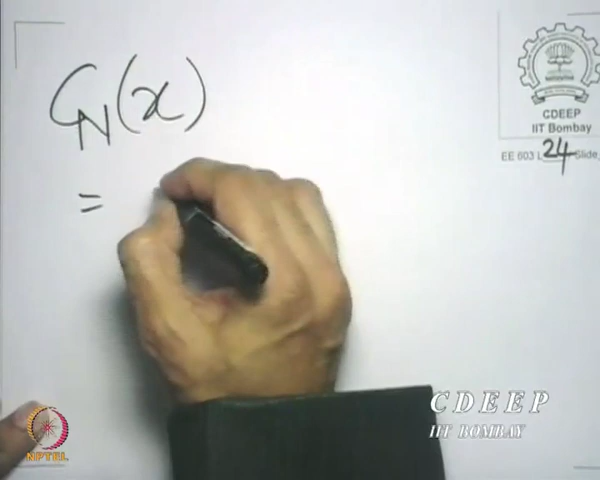 C_N(x)
=
CDEEP
IIT Bombay
EE 603 L 24 Slide
CDEEP
IIT BOMBAY
NPTEL